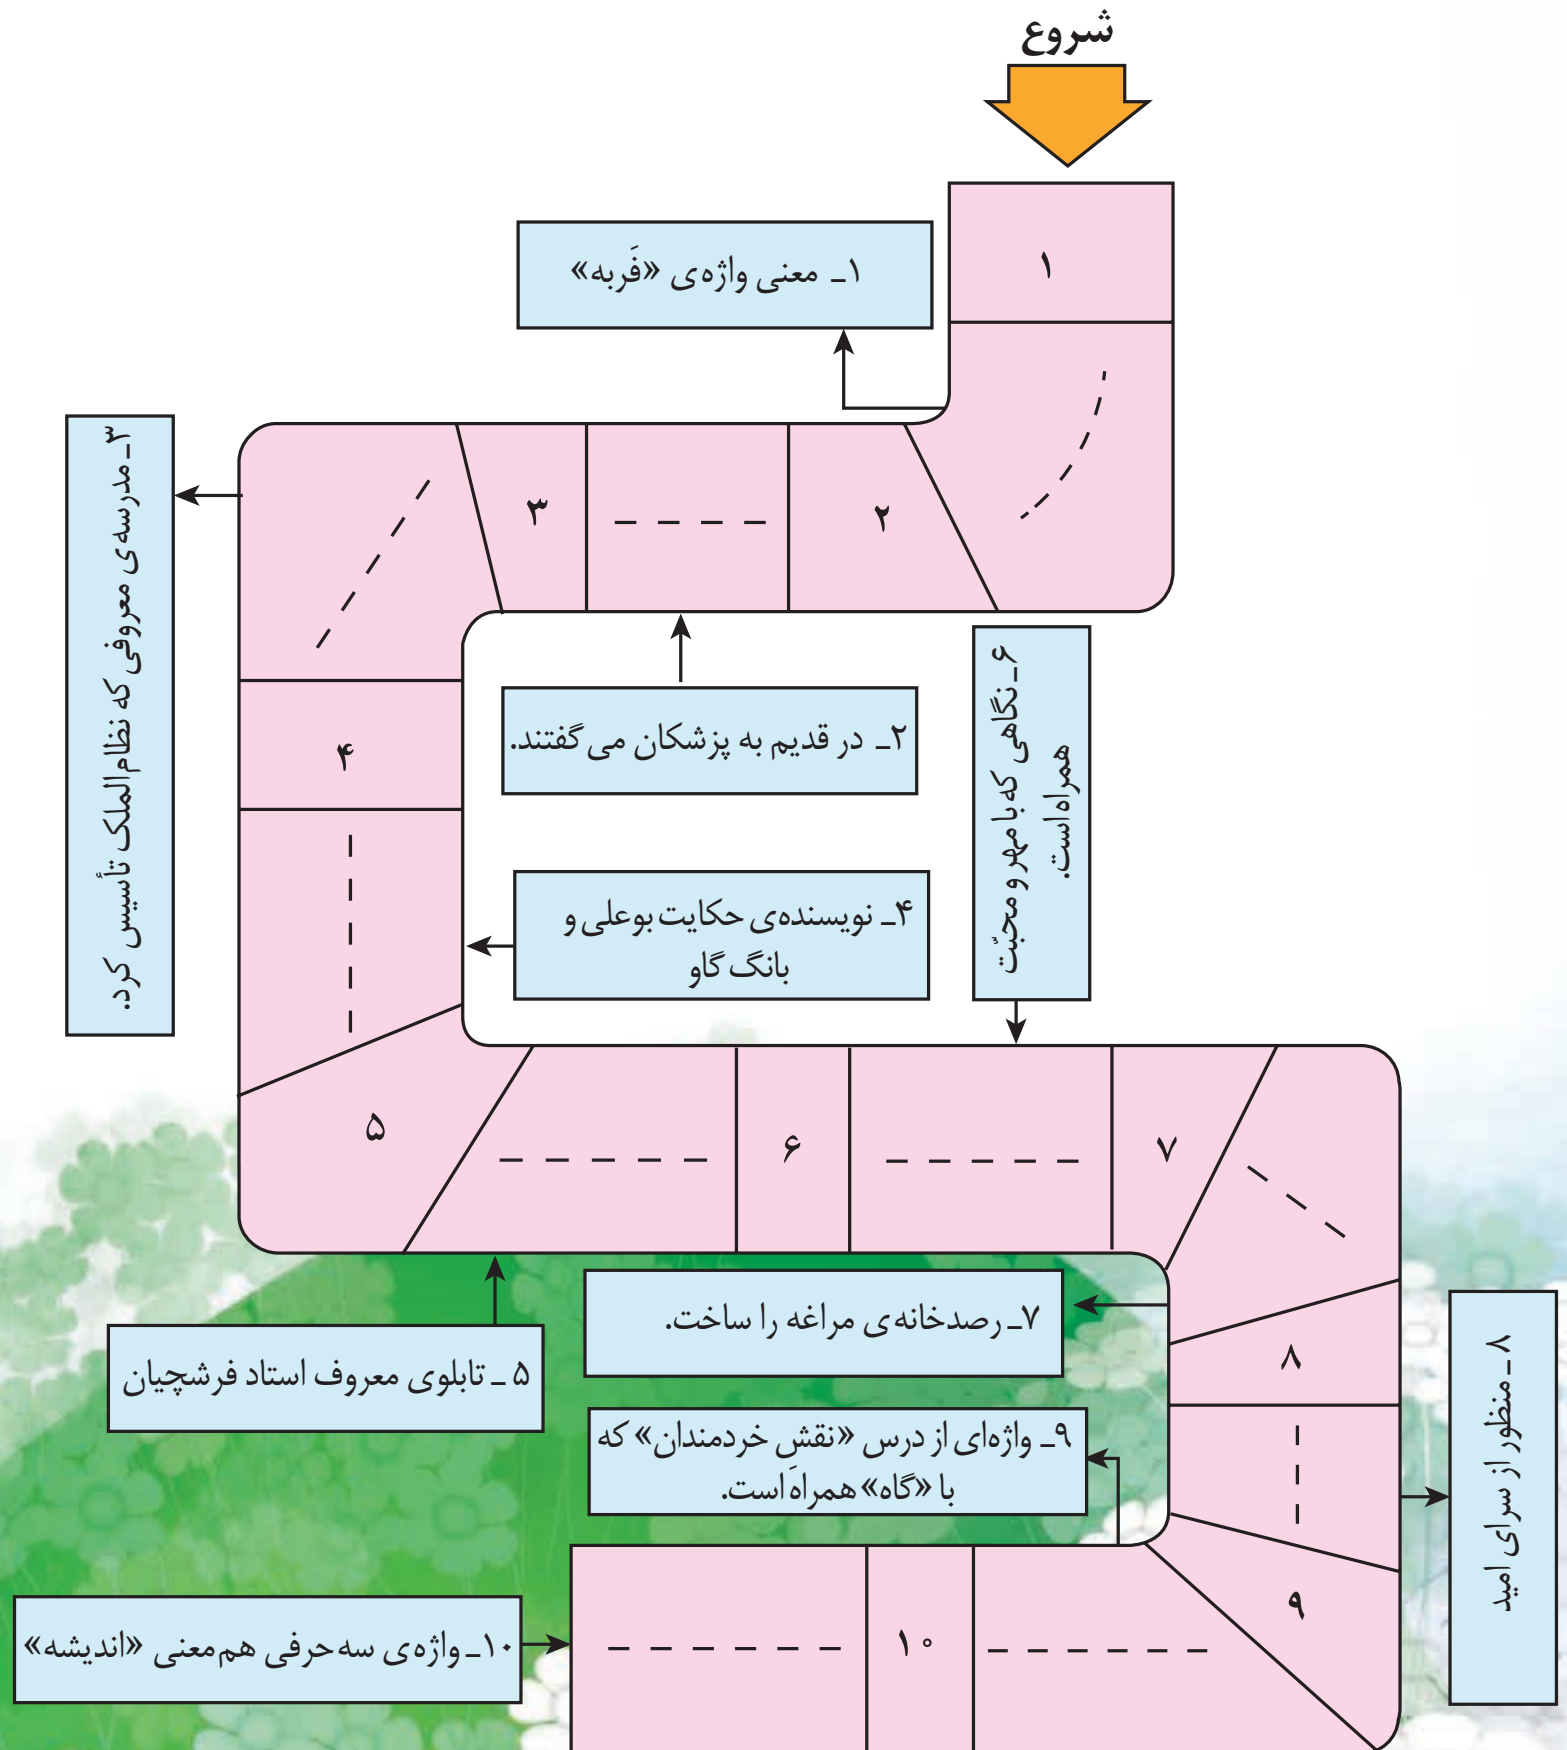 شروع
۱
۱ـ معنی واژه‌ی «فَربه»
۲
۳
۲ـ در قدیم به پزشکان می‌گفتند.
۳ـ مدرسه‌ی معروفی که نظام‌الملک تأسیس کرد.
۴
۴ـ نویسنده‌ی حکایت بوعلی و
بانگ گاو
۵
۵ ـ تابلوی معروف استاد فرشچیان
۶
۶ـ نگاهی که با مهر و محبّت
همراه است.
۷
۷ـ رصدخانه‌ی مراغه را ساخت.
۸
۸ ـ منظور از سرای امید
۹
۹ـ واژه‌ای از درس «نقشِ خردمندان» که
با «گاه» همراه است.
۱۰
۱۰ـ واژه‌ی سه حرفی هم معنی «اندیشه»